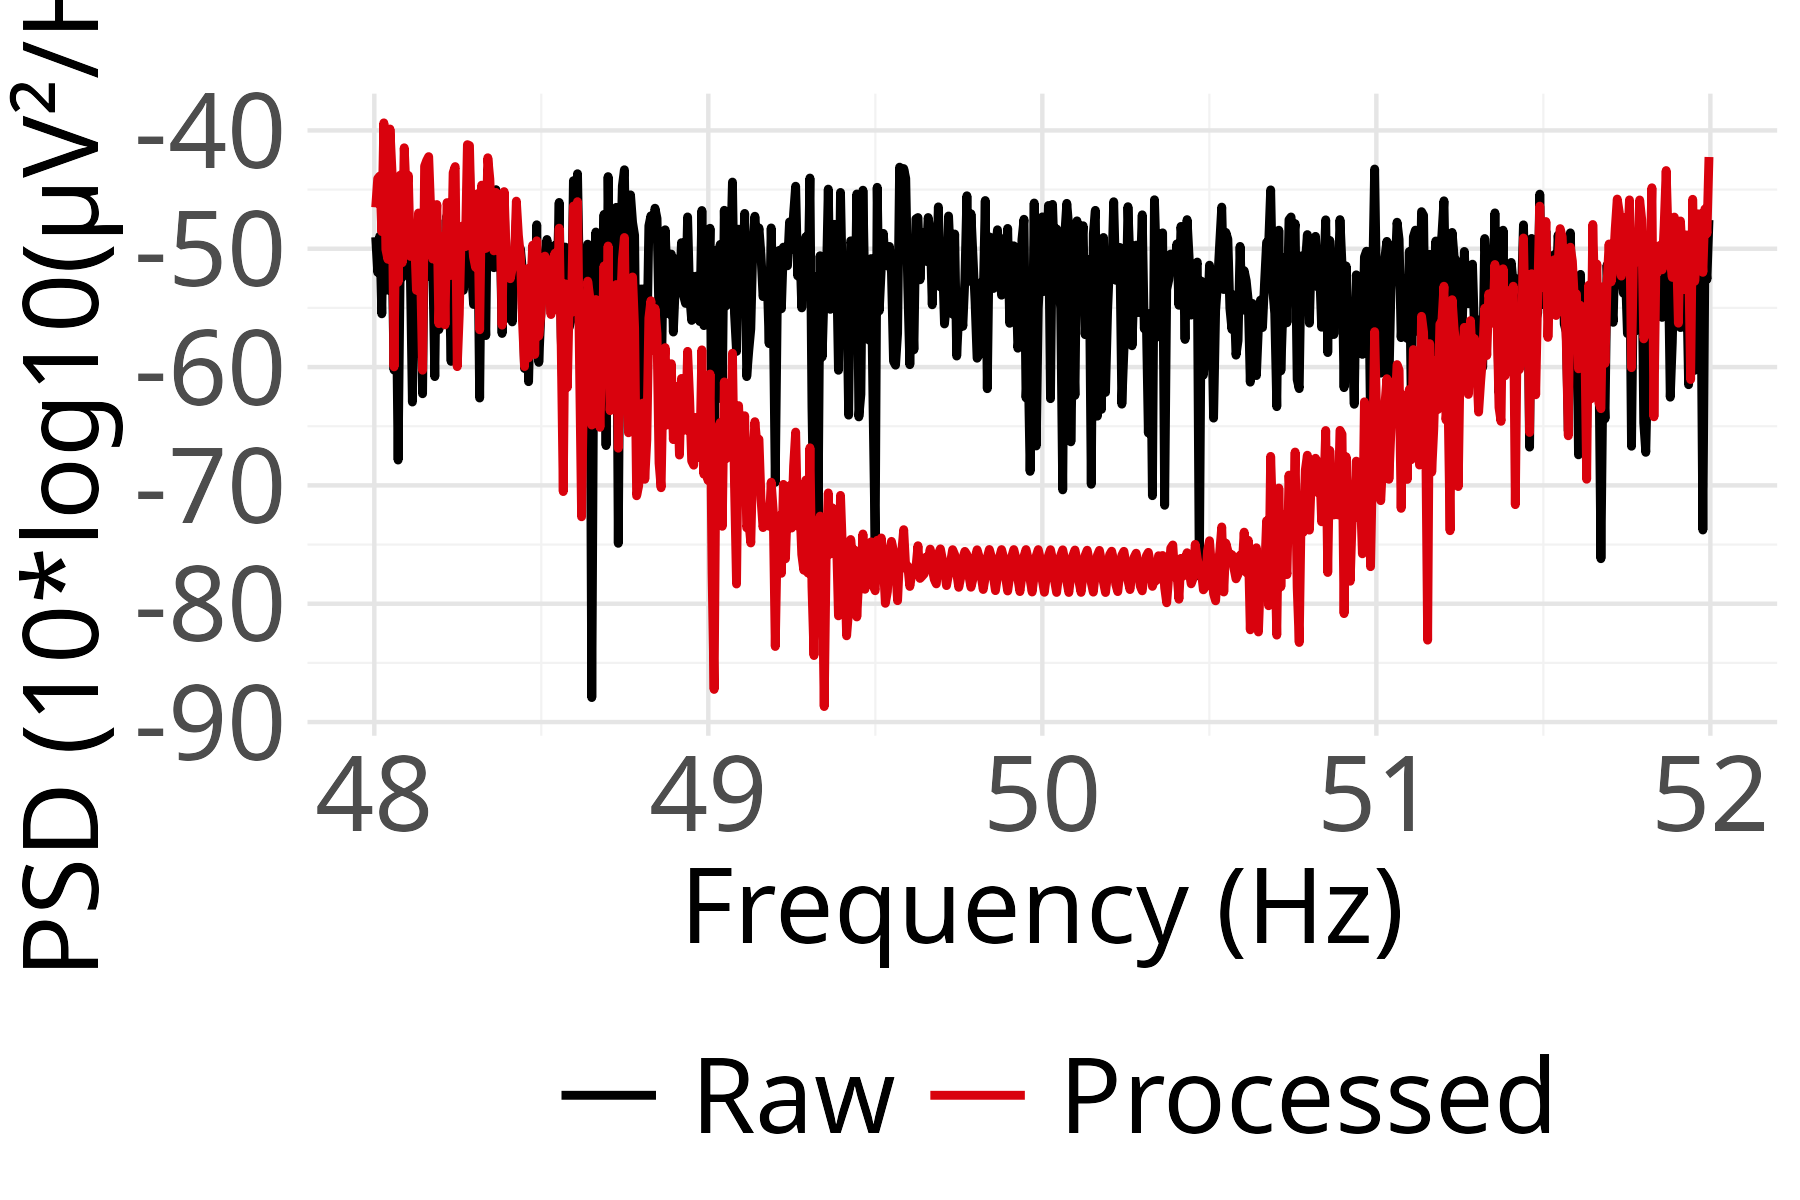 PSD (10*log10(µV²/H
-40
-50
-60
-70
-80
-90
48 49 50 51 52
Frequency (Hz)
Raw Processed